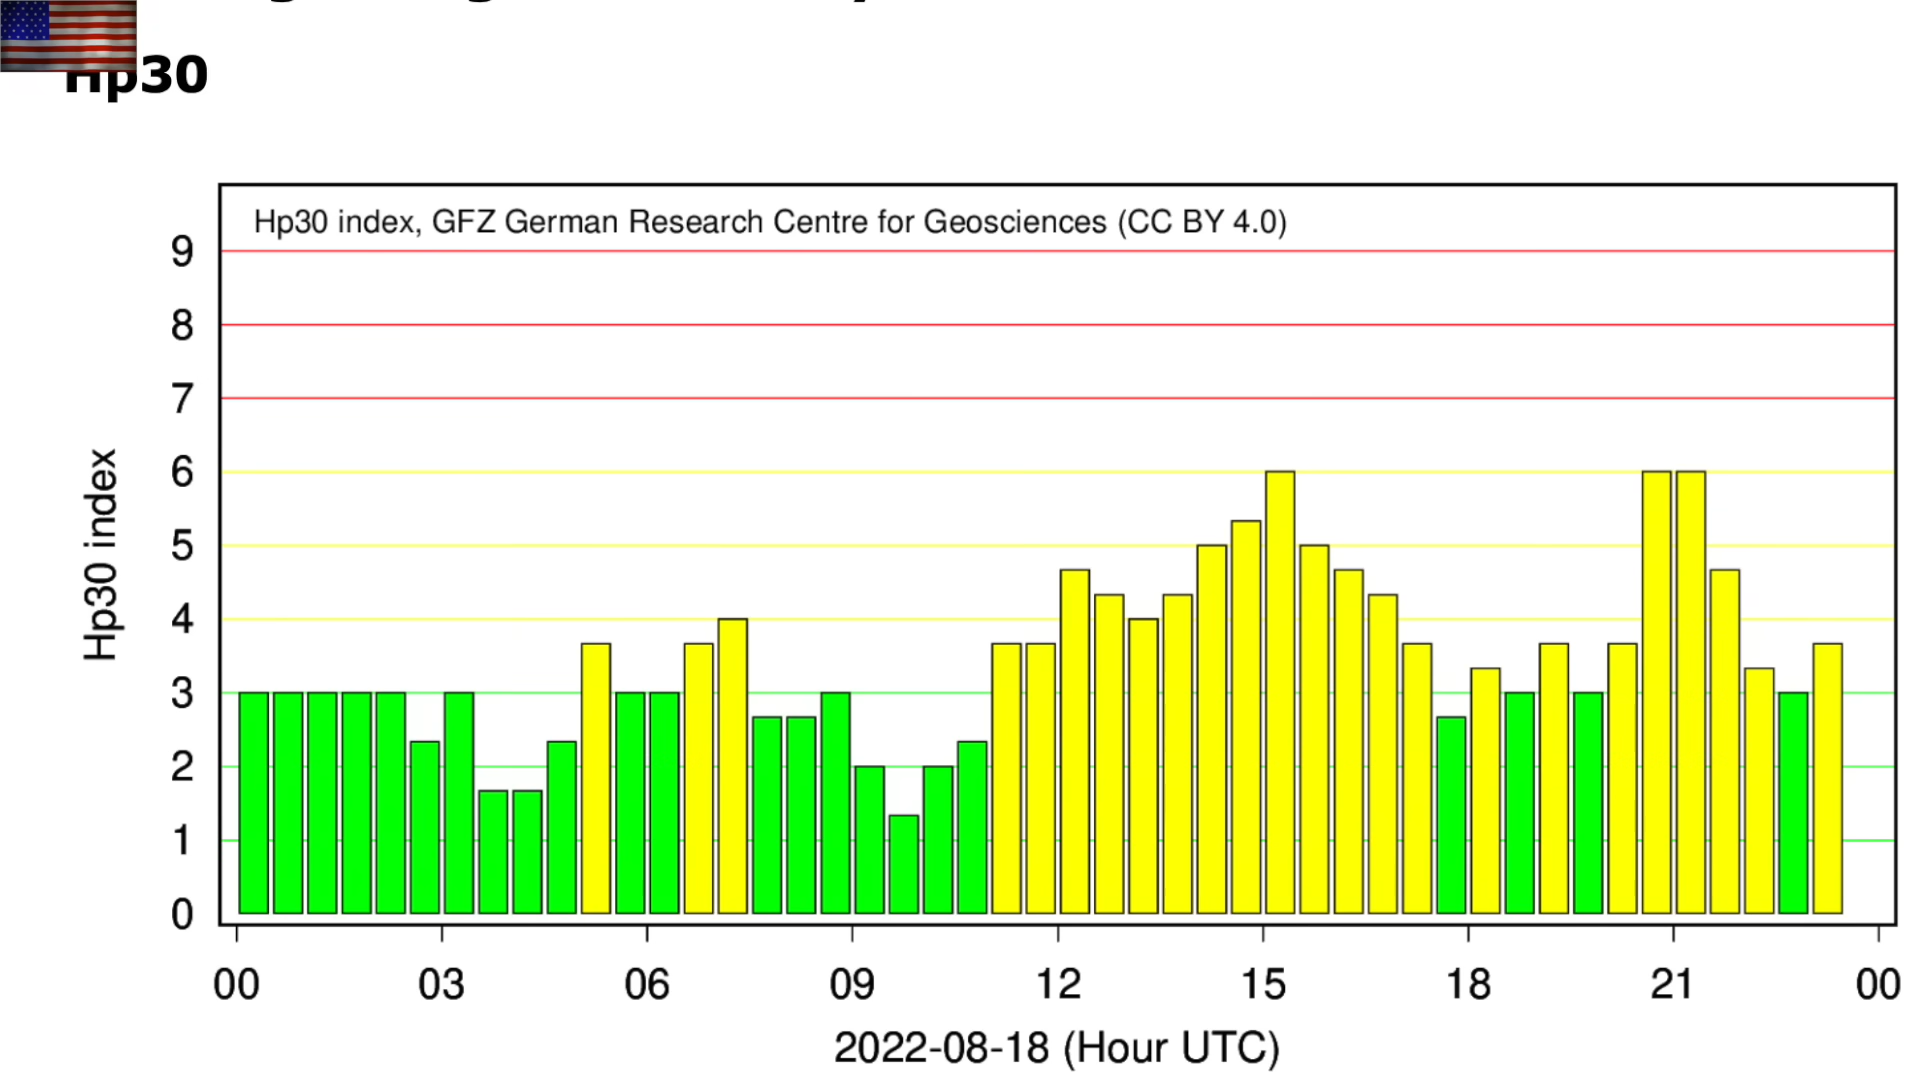 Hp30
Hp30 index, GFZ German Research Centre for Geosciences (CC BY 4.0)
9
8
7
6
5
4
3
2
1
0
Hp30 index
00 03 06 09 12 15 18 21 00
2022-08-18 (Hour UTC)